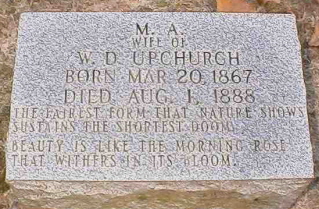 M. A.
WIFE OF
W. D. UPCHURCH
BORN MAR. 20, 1867
DIED AUG. 1, 1888
THE FAIREST FORM THAT NATURE SHOWS
SUSTAINS THE SHORTEST DOOM,
BEAUTY IS LIKE THE MORNING ROSE
THAT WITHERS IN ITS BLOOM.